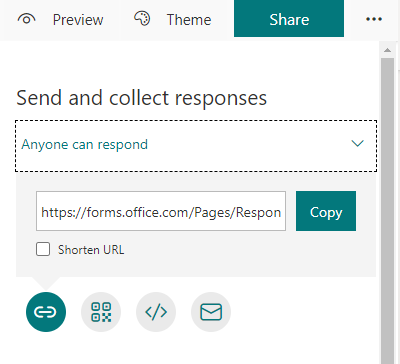 Preview Theme Share
Send and collect responses
Anyone can respond
https://forms.office.com/Pages/Respon Copy
Shorten URL